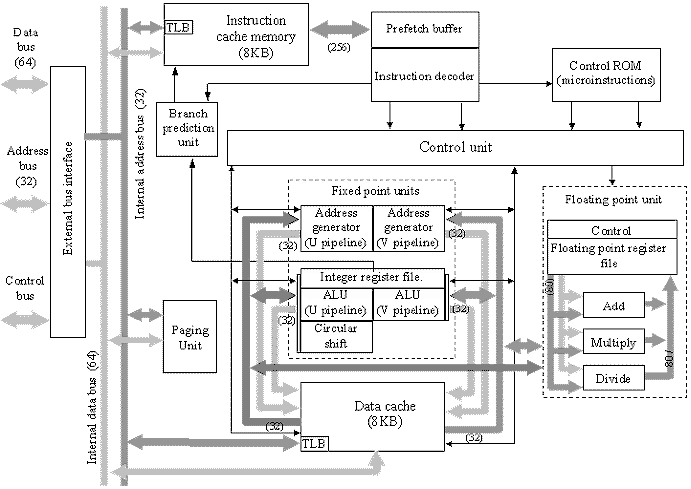 Data
bus
(64)
Address
bus
(32)
Control
bus
External bus interface
Internal data bus (64)
Internal address bus (32)
TLB
Instruction
cache memory
(8KB)
(256)
Prefetch buffer
Instruction decoder
Control ROM
(microinstructions)
Branch
prediction
unit
Control unit
Fixed point units
Address
generator
(U pipeline)
Address
generator
(V pipeline)
(32)
(32)
Integer register file.
ALU
(U pipeline)
ALU
(V pipeline)
(32)
(32)
Circular
shift
Floating point unit
Control
Floating point register
file
(80)
Add
Multiply
Divide
80/
Paging
Unit
Data cache
(8KB)
TLB
(32)
(32)